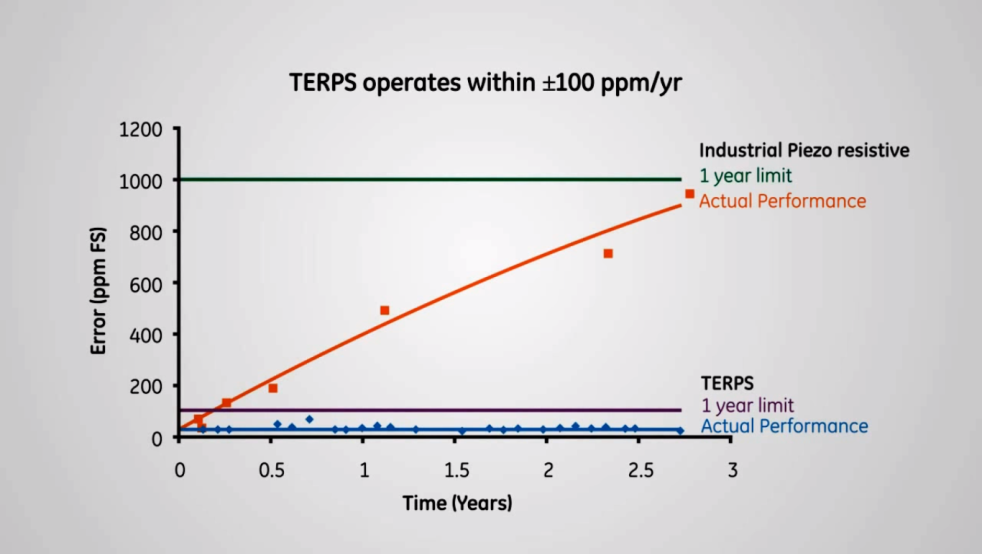 TERPS operates within ±100 ppm/yr
1200
1000
800
600
400
200
0
Error (ppm FS)
Industrial Piezo resistive
1 year limit
Actual Performance
TERPS
1 year limit
Actual Performance
0 0.5 1 1.5 2 2.5 3
Time (Years)